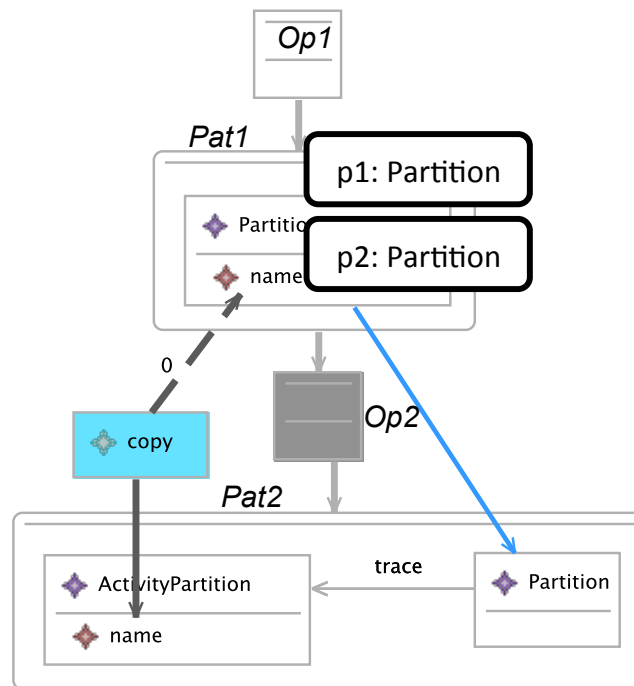 Op1
Pat1
p1: Partition
Partitio
p2: Partition
name
0
copy
Op2
Pat2
trace
ActivityPartition
Partition
name